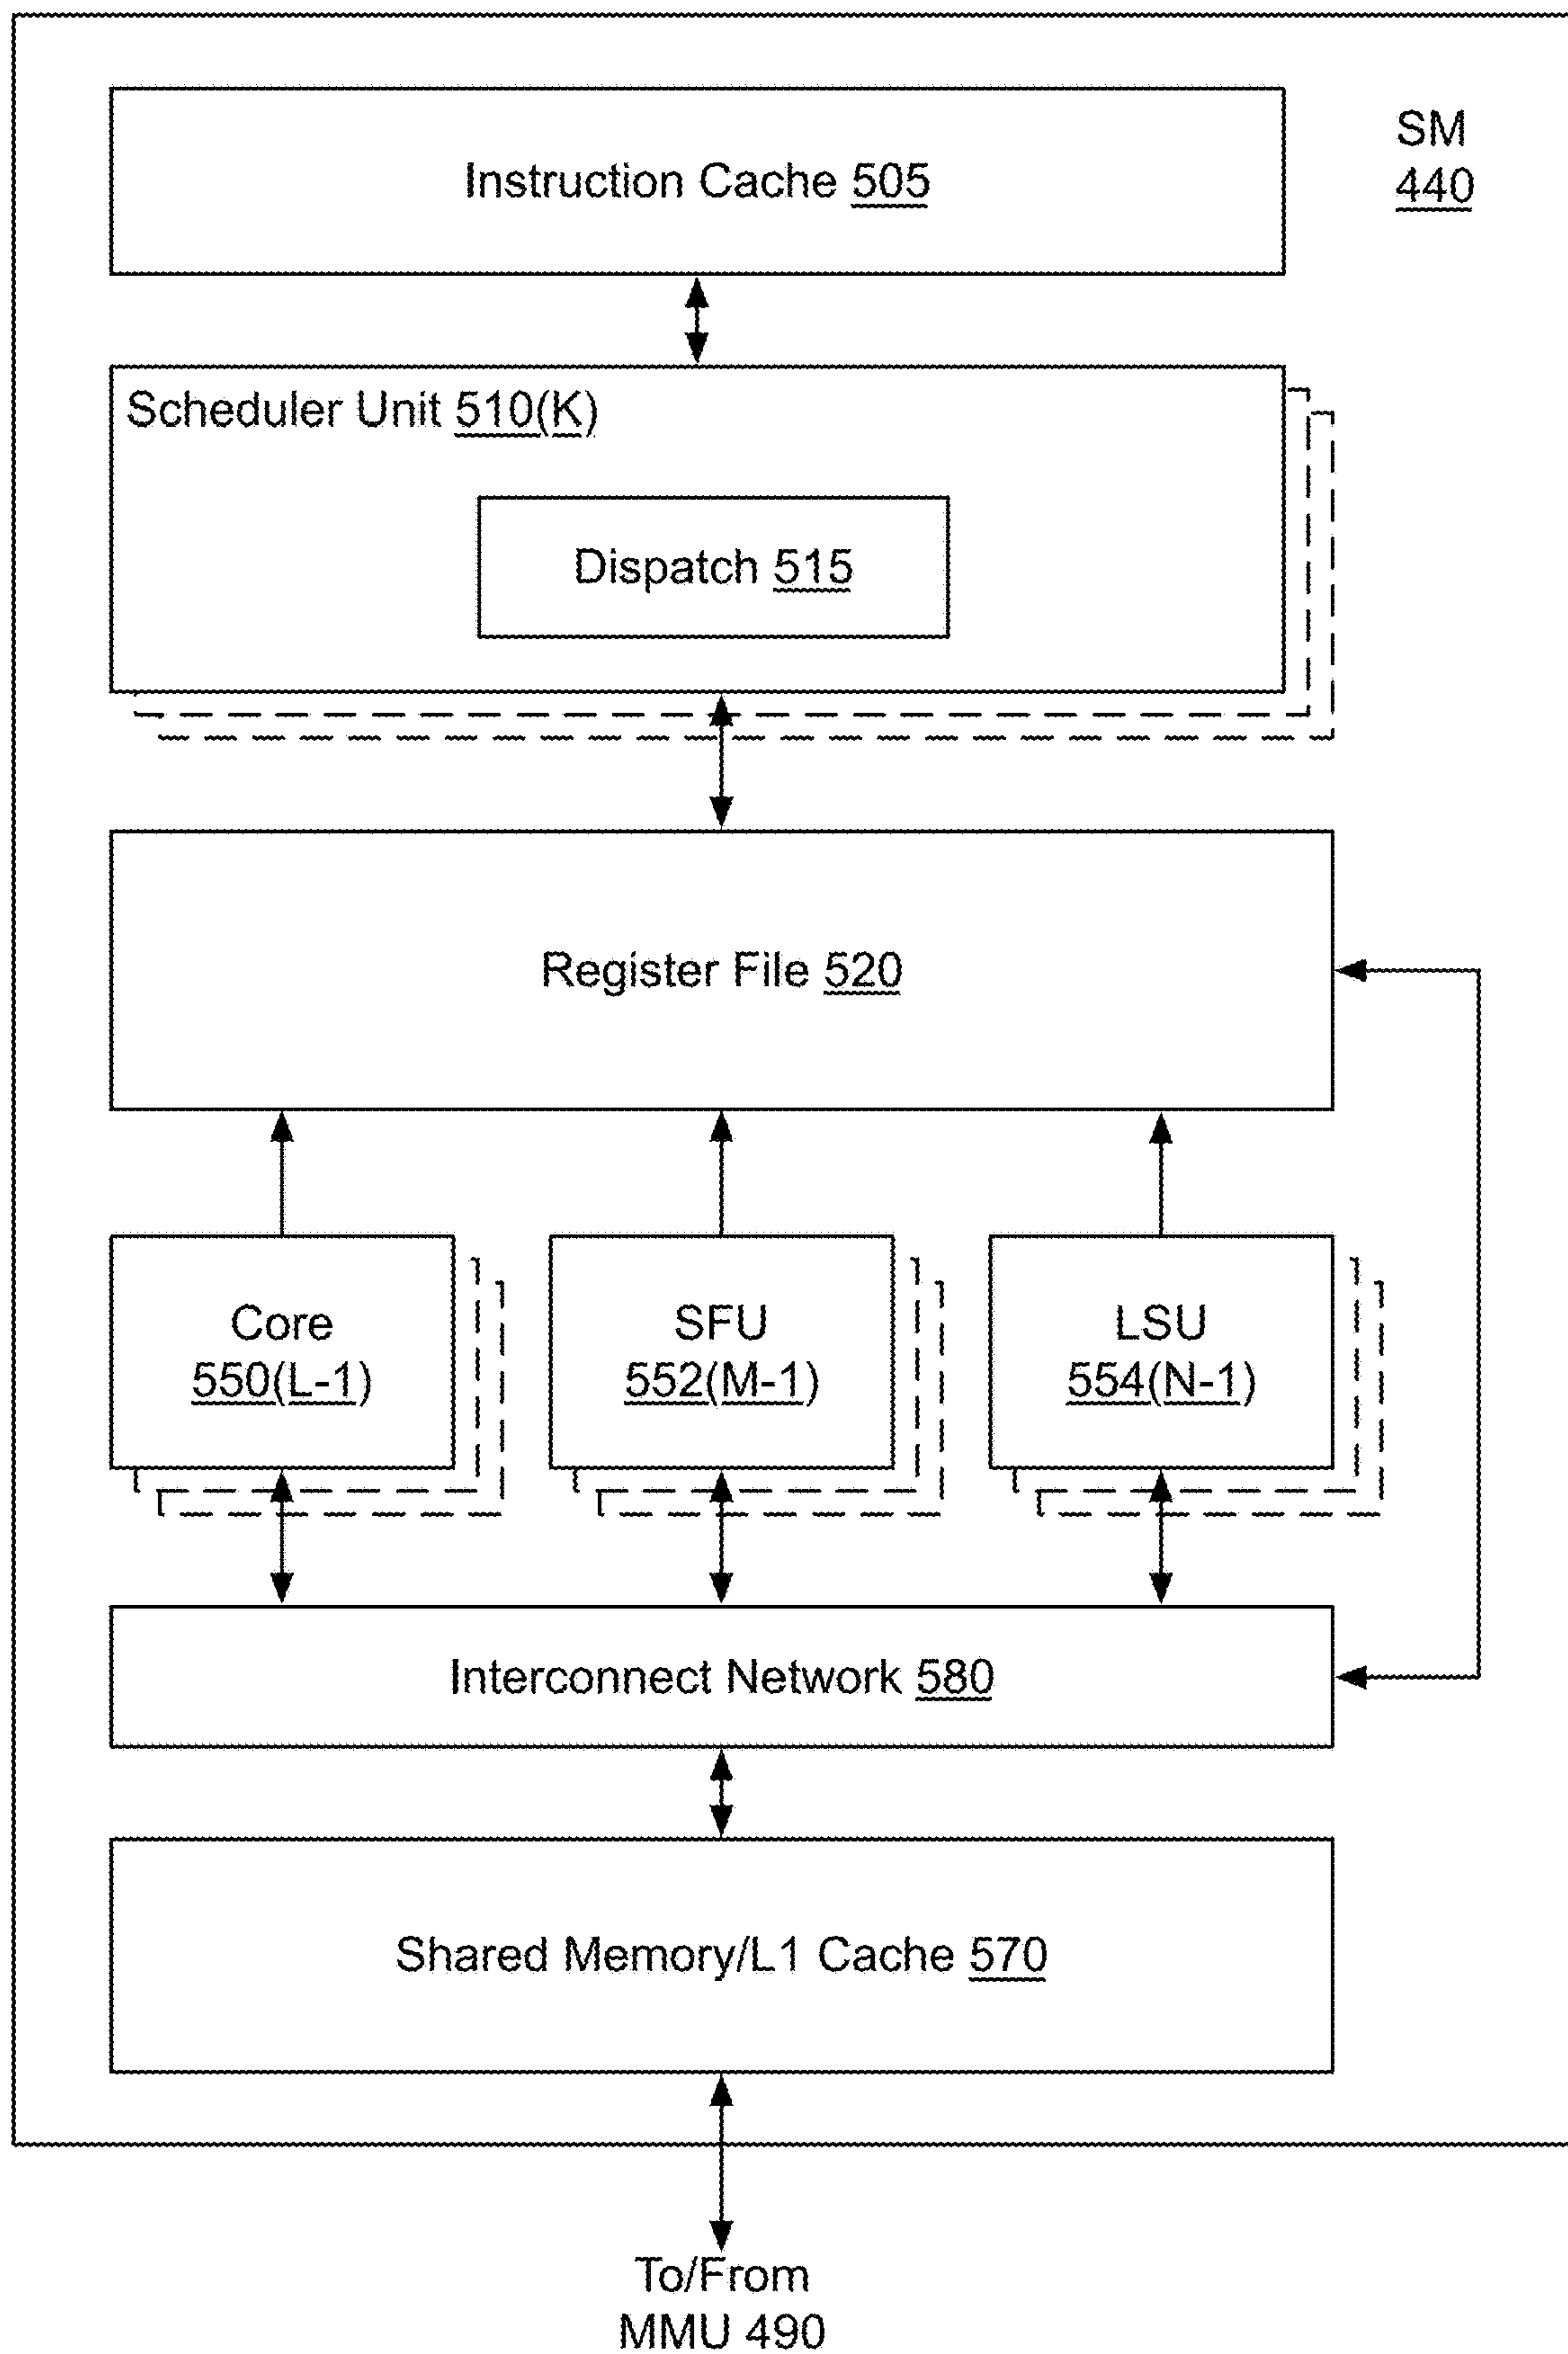 Instruction Cache 505
SM
440
Scheduler Unit 510(K)
Dispatch 515
Register File 520
Core
550(L-1)
SFU
552(M-1)
LSU
554(N-1)
Interconnect Network 580
Shared Memory/L1 Cache 570
To/From
MMU 490